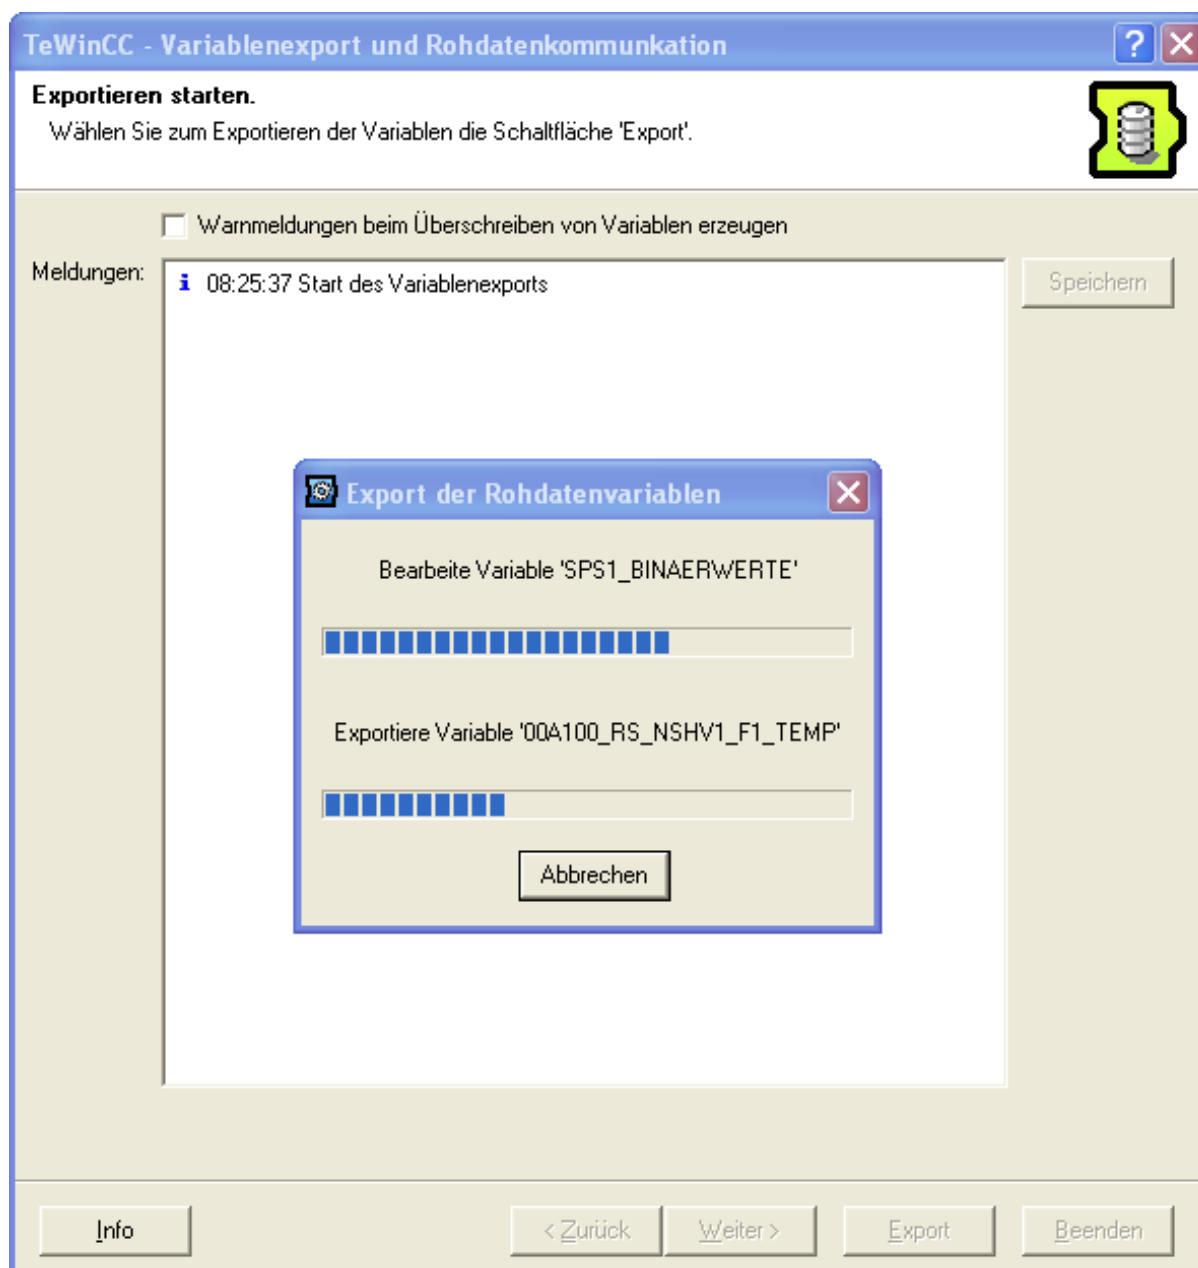 TeWinCC - Variablenexport und Rohdatenkommunkation
Exportieren starten.
Wählen Sie zum Exportieren der Variablen die Schaltfläche 'Export'.
Warnmeldungen beim Überschreiben von Variablen erzeugen
Meldungen:
i 08:25:37 Start des Variablenexports
Speichern
Export der Rohdatenvariablen
Bearbeite Variable 'SPS1_BINAERWERTE'
Exportiere Variable '00A100_RS_NSHV1_F1_TEMP'
Abbrechen
Info
< Zurück
Weiter >
Export
Beenden